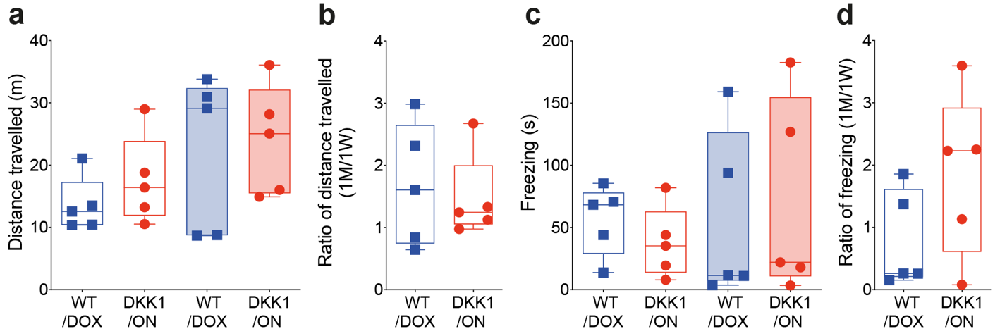 a
Distance travelled (m)
40
30
20
10
0
WT
/DOX
DKK1
/ON
WT
/DOX
DKK1
/ON
b
Ratio of distance travelled
(1M/1W)
4
3
2
1
0
WT
/DOX
DKK1
/ON
c
Freezing (s)
200
150
100
50
0
WT
/DOX
DKK1
/ON
WT
/DOX
DKK1
/ON
d
Ratio of freezing (1M/1W)
4
3
2
1
0
WT
/DOX
DKK1
/ON